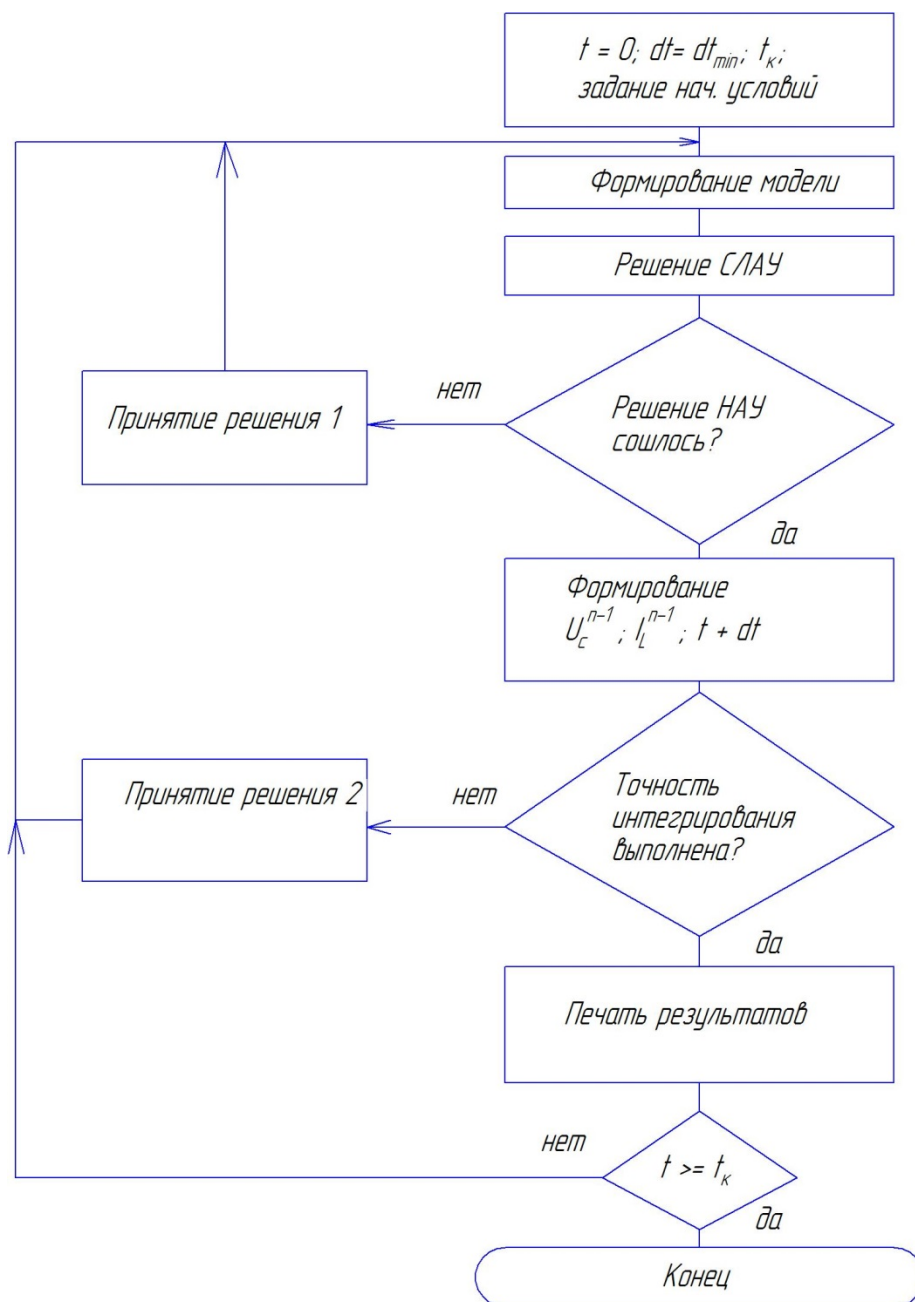 t = 0; dt= dt_min; t_к;
задание нач. условий
Формирование модели
Решение СЛАУ
нет
Принятие решения 1
Решение НАУ
сошлось?
да
Формирование
U_c^n-1 ; I_L^n-1 ; t + dt
Принятие решения 2
нет
Точность
интегрирования
выполнена?
да
Печать результатов
нет
t >= t_к
да
Конец